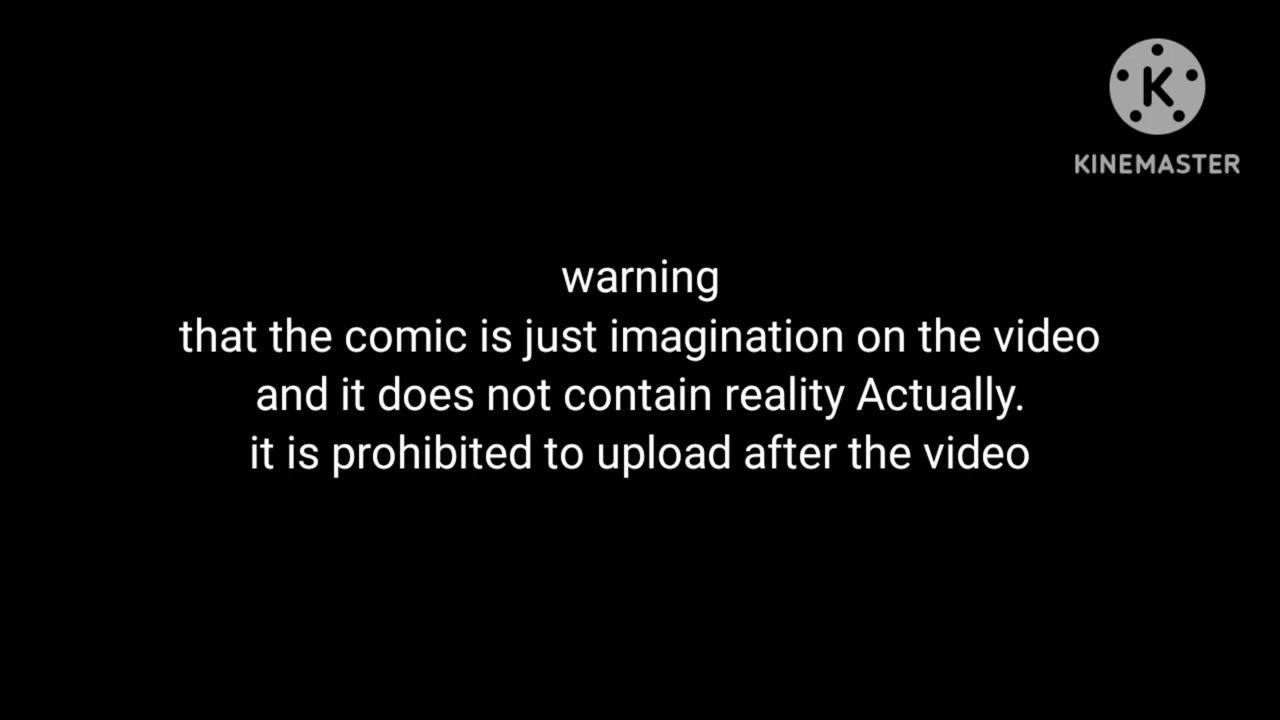 K
KINEMASTER
warning
that the comic is just imagination on the video
and it does not contain reality Actually.
it is prohibited to upload after the video